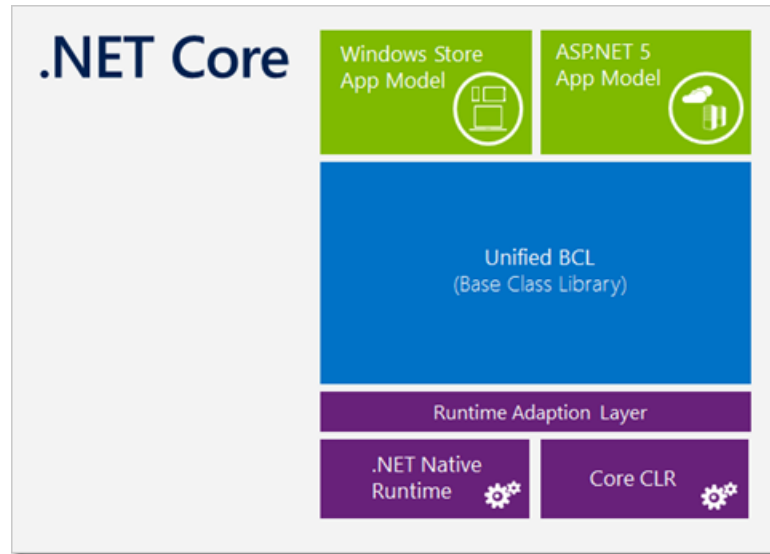 .NET Core
Windows Store
App Model
ASP.NET 5
App Model
Unified BCL
(Base Class Library)
Runtime Adaption Layer
.NET Native
Runtime
Core CLR